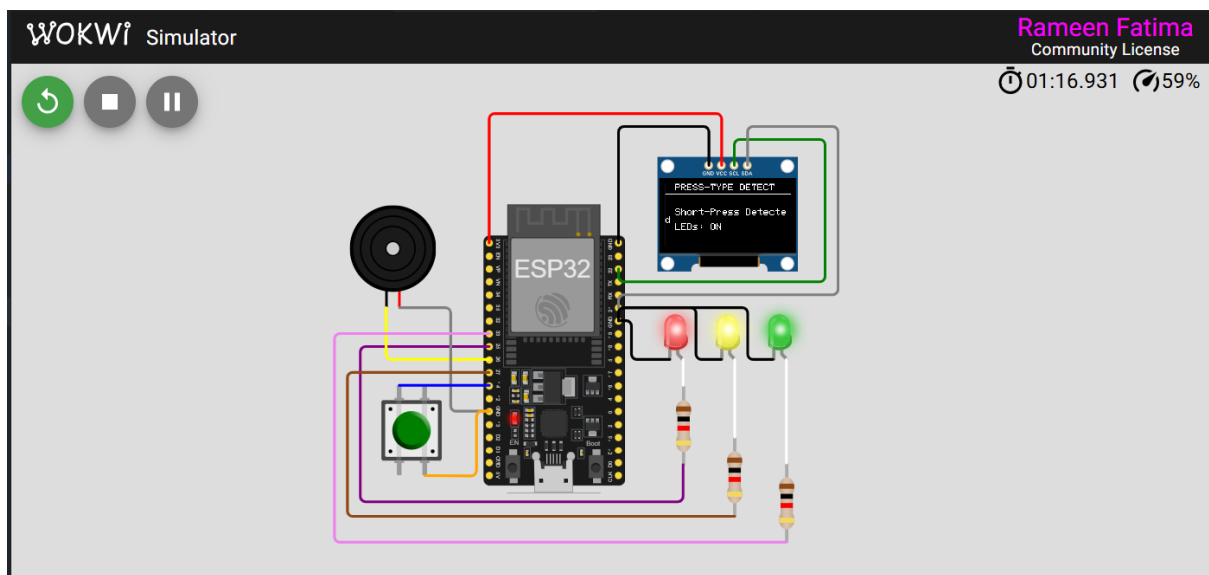 WOKWi Simulator
Rameen Fatima
Community License
01:16.931 59%
GND VCC SCL SDA
PRESS-TYPE DETECT
Short-Press Detecte
d
LEDs: ON
ESP32
EN
Boot